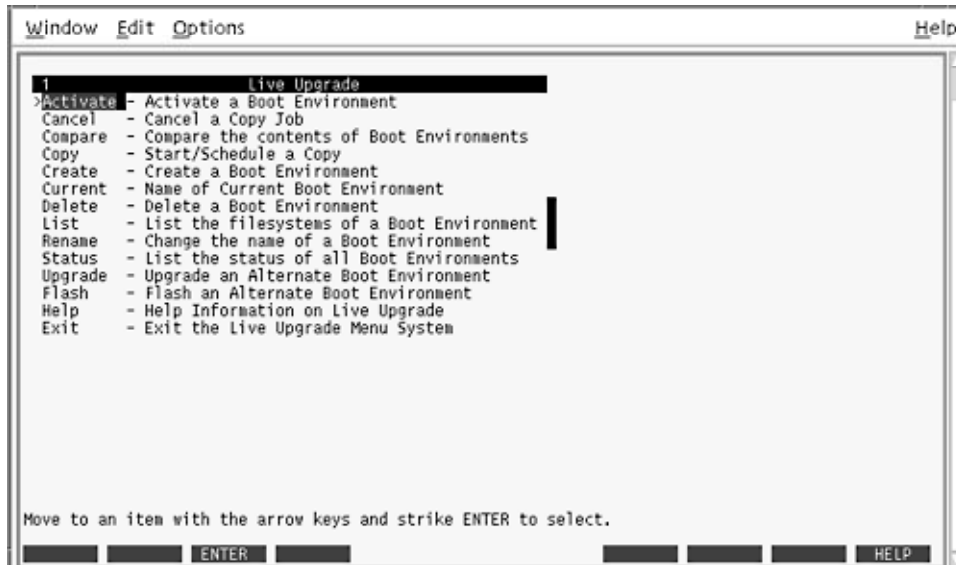 Window Edit Options Help
1 Live Upgrade
>Activate - Activate a Boot Environment
Cancel - Cancel a Copy Job
Compare - Compare the contents of Boot Environments
Copy - Start/Schedule a Copy
Create - Create a Boot Environment
Current - Name of Current Boot Environment
Delete - Delete a Boot Environment
List - List the filesystems of a Boot Environment
Rename - Change the name of a Boot Environment
Status - List the status of all Boot Environments
Upgrade - Upgrade an Alternate Boot Environment
Flash - Flash an Alternate Boot Environment
Help - Help Information on Live Upgrade
Exit - Exit the Live Upgrade Menu System
Move to an item with the arrow keys and strike ENTER to select.
ENTER HELP